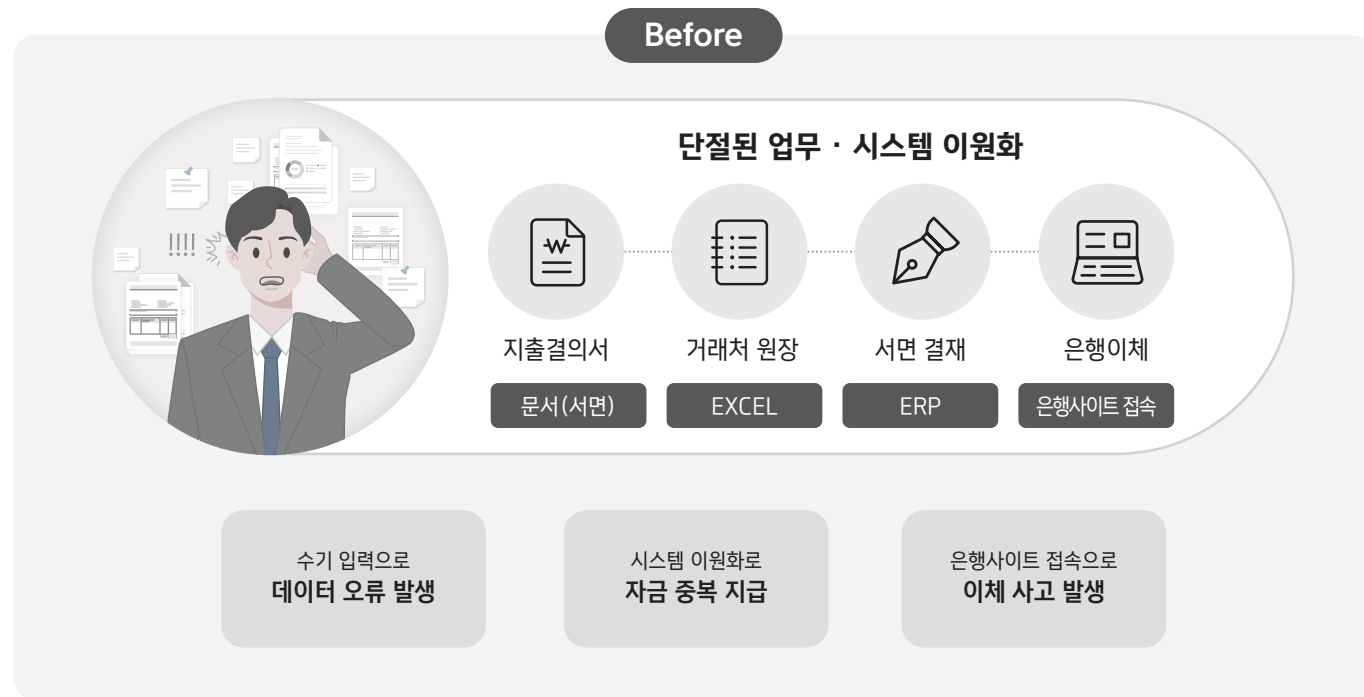 Before
단절된 업무 · 시스템 이원화
지출결의서
거래처 원장
서면 결재
은행이체
문서(서면)
EXCEL
ERP
은행사이트 접속
!!!!
수기 입력으로
데이터 오류 발생
시스템 이원화로
자금 중복 지급
은행사이트 접속으로
이체 사고 발생